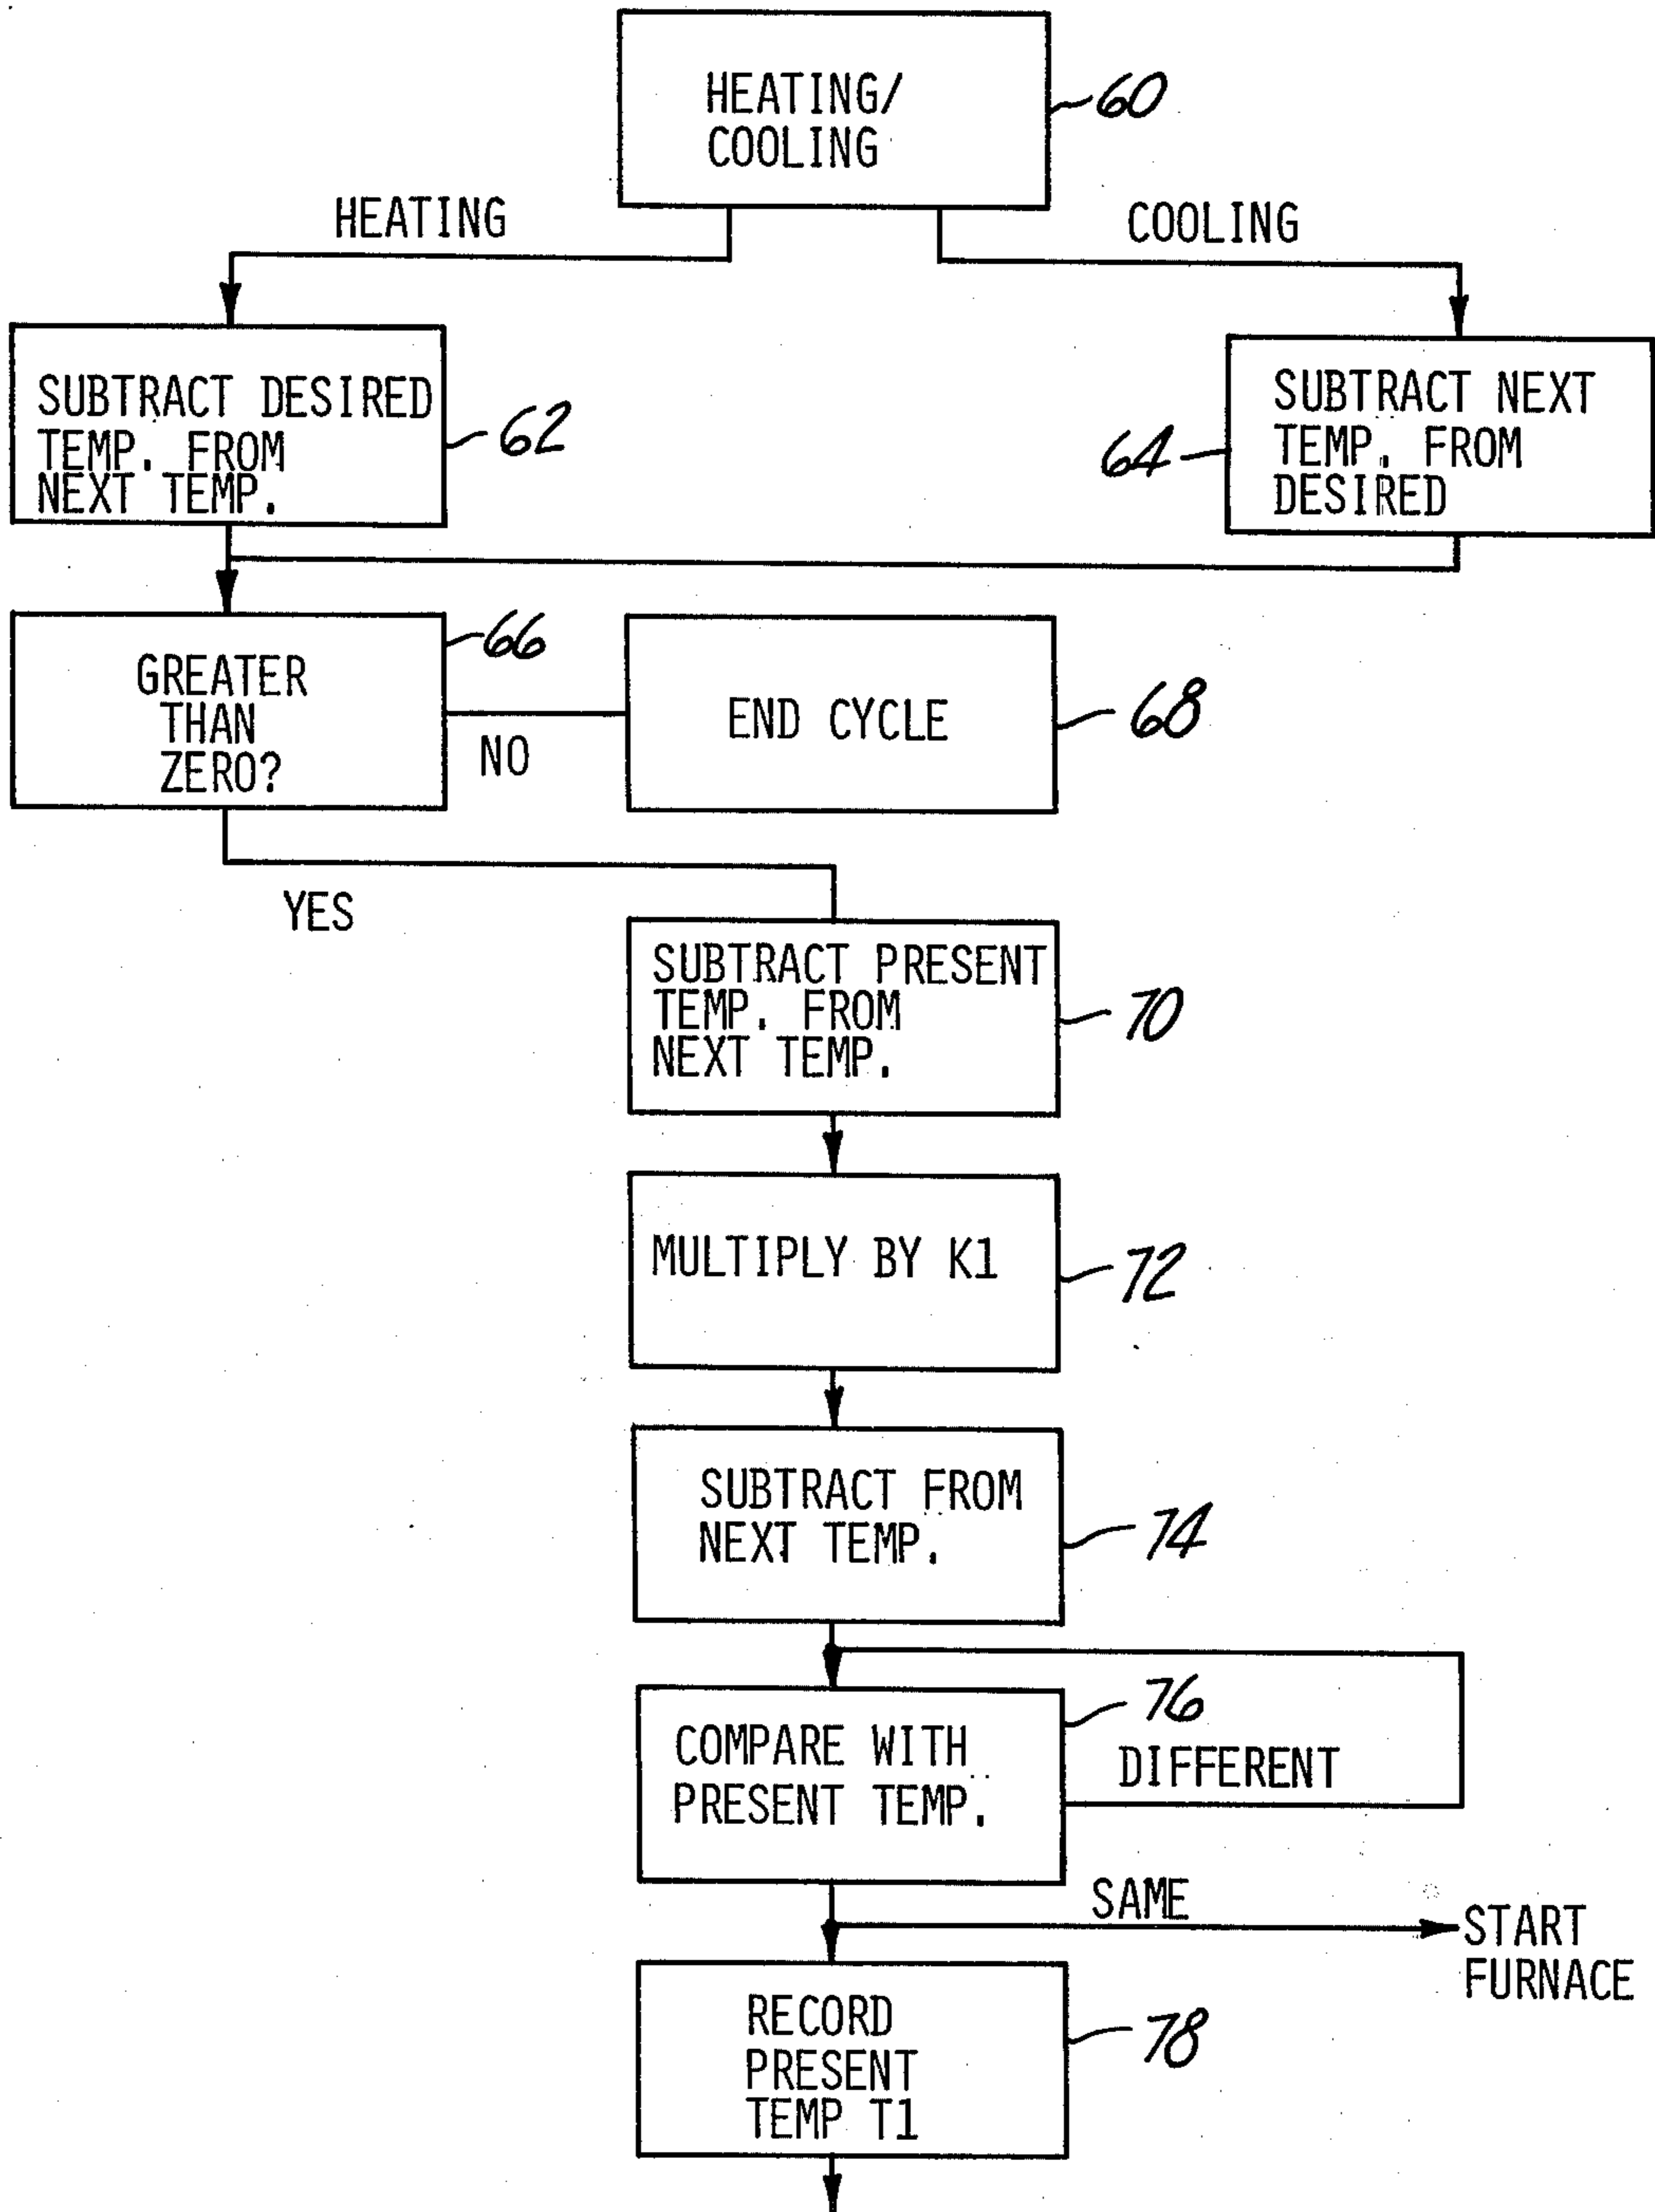 HEATING/
COOLING
60
HEATING
COOLING
SUBTRACT DESIRED
TEMP. FROM
NEXT TEMP.
62
SUBTRACT NEXT
TEMP. FROM
DESIRED
64
GREATER
THAN
ZERO?
66
NO
END CYCLE
68
YES
SUBTRACT PRESENT
TEMP. FROM
NEXT TEMP.
70
MULTIPLY BY K1
72
SUBTRACT FROM
NEXT TEMP.
74
COMPARE WITH
PRESENT TEMP.
76
DIFFERENT
SAME
START
FURNACE
RECORD
PRESENT
TEMP T1
78